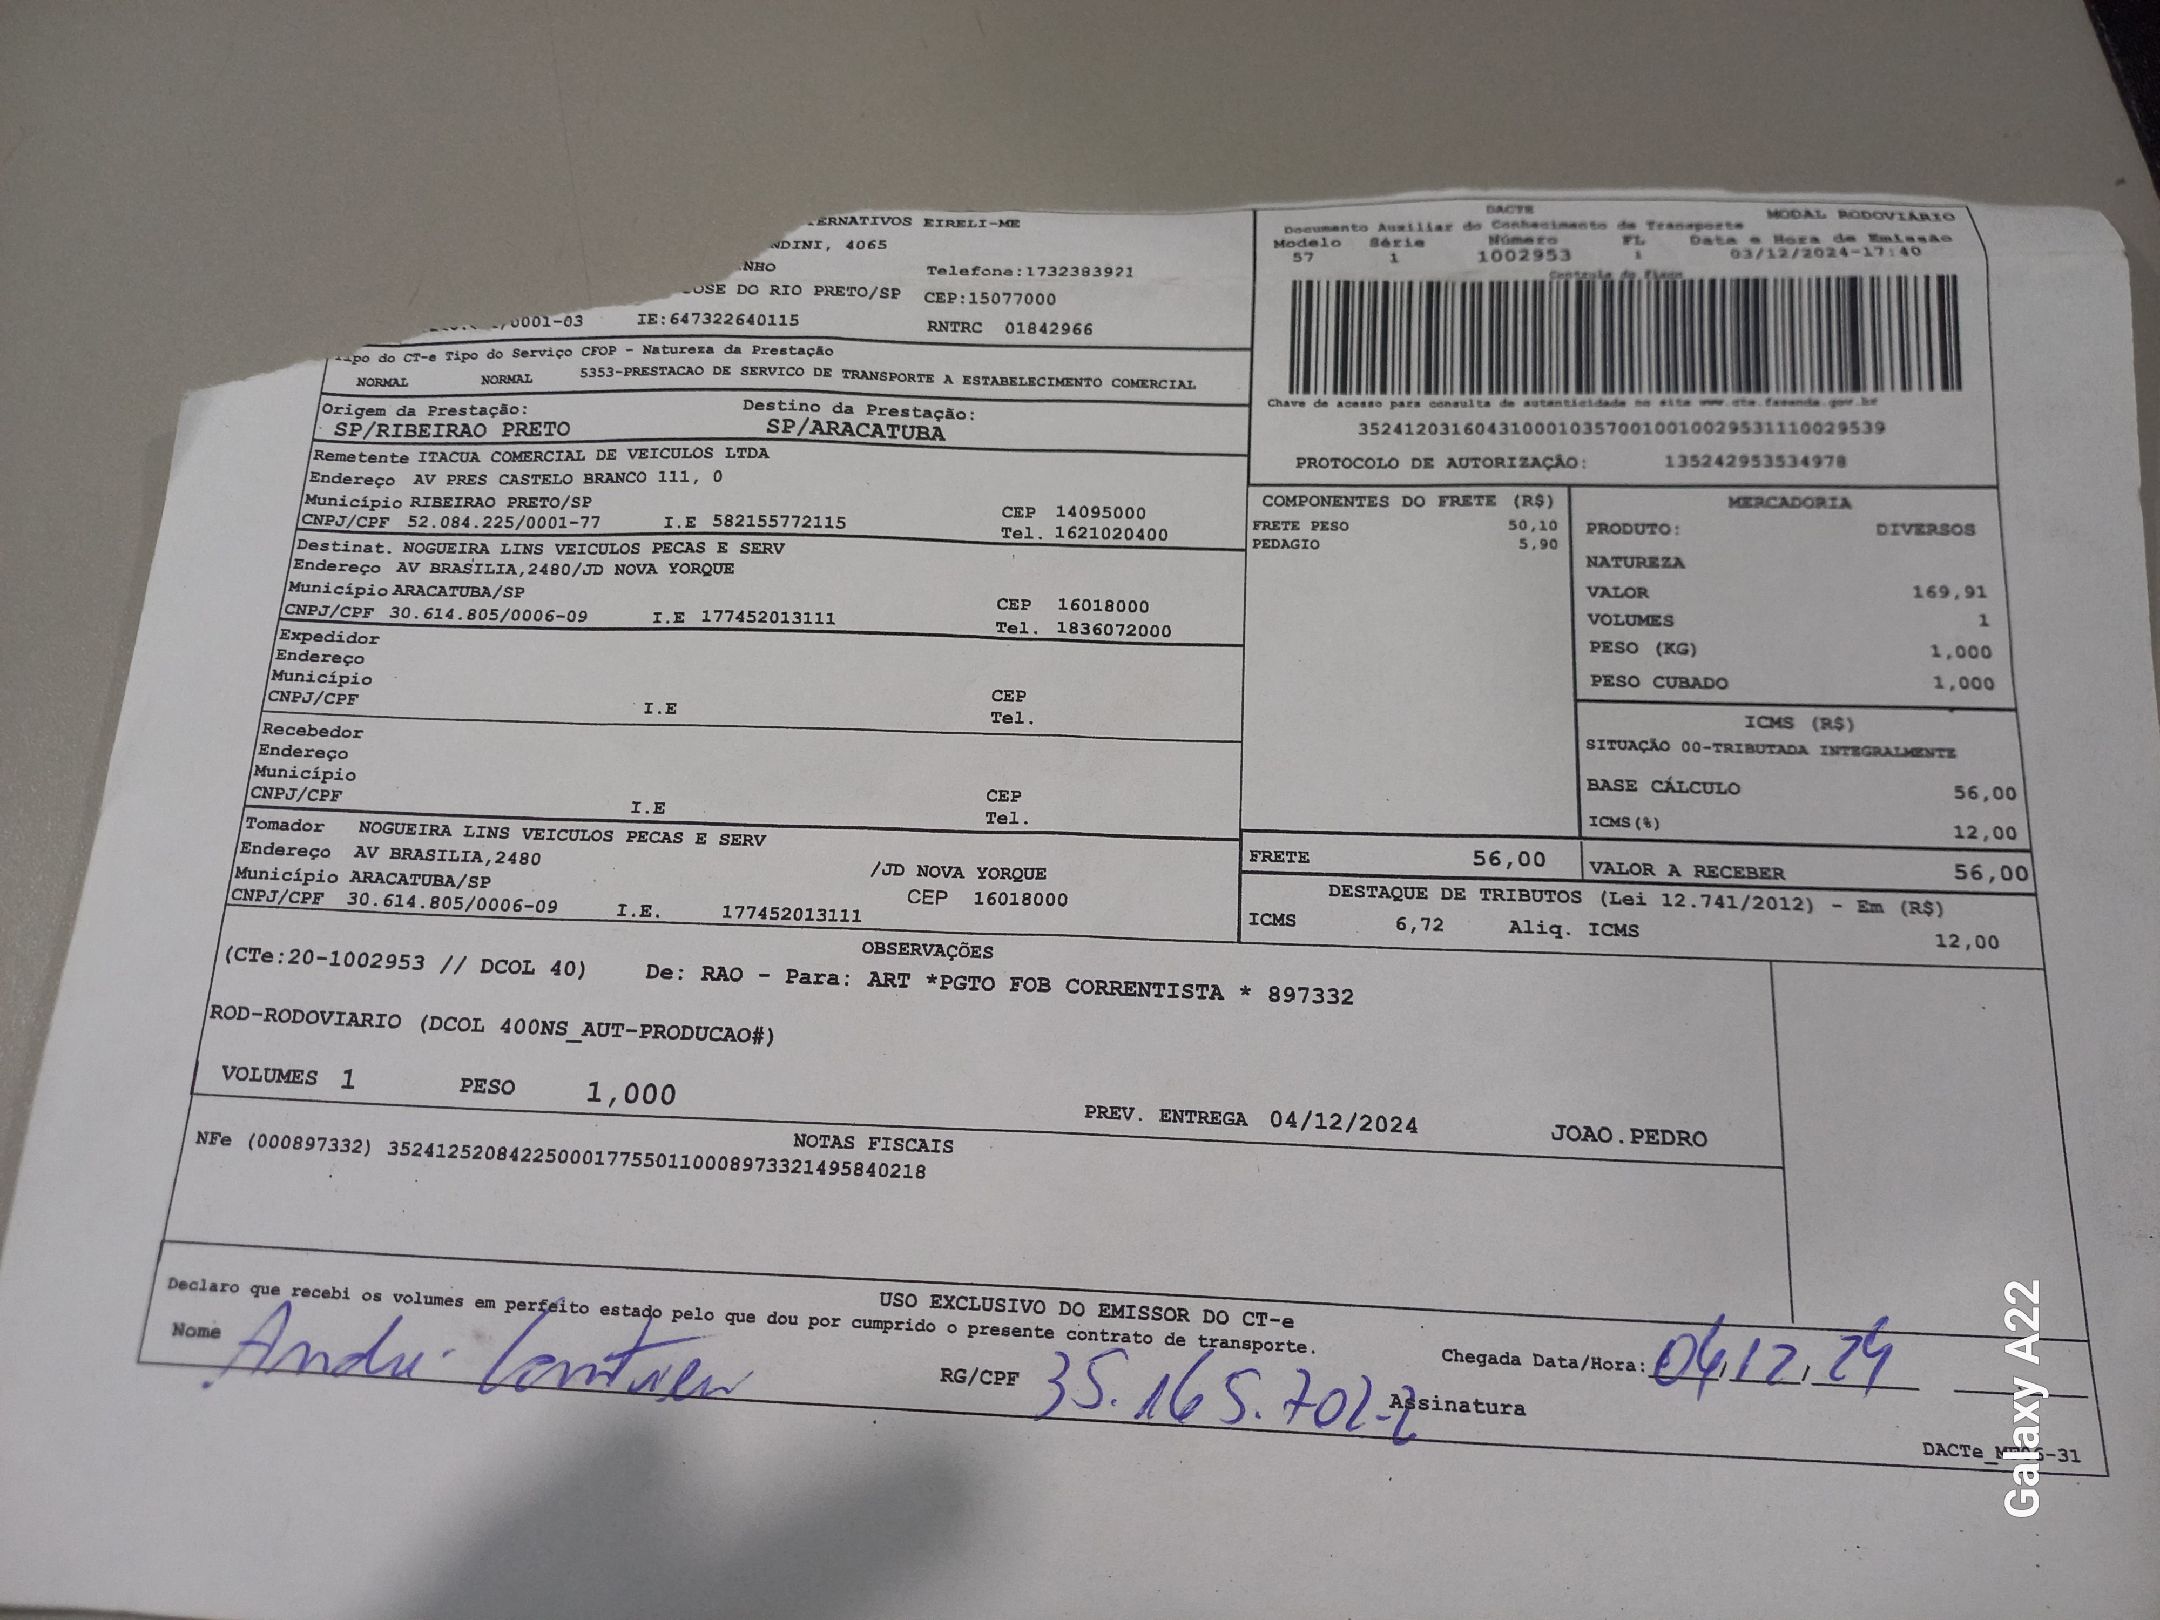 ERNATIVOS EIRELI-ME
NDINI, 4065
NHO Telefone:1732383921
OSE DO RIO PRETO/SP CEP:15077000
/0001-03 IE:647322640115 RNTRC 01842966
Tipo do CT-e Tipo do Serviço CFOP - Natureza da Prestação
NORMAL NORMAL 5353-PRESTACAO DE SERVICO DE TRANSPORTE A ESTABELECIMENTO COMERCIAL
Origem da Prestação: Destino da Prestação:
SP/RIBEIRAO PRETO SP/ARACATUBA
DACTE MODAL RODOVIÁRIO
Documento Auxiliar do Conhecimento de Transporte
Modelo Série Número FL Data e Hora de Emissão
57 1 1002953 1 03/12/2024-17:40
Controle do Fisco
Chave de acesso para consulta de autenticidade no site www.cte.fazenda.gov.br
35241203160431000103570010010029531110029539
PROTOCOLO DE AUTORIZAÇÃO: 135242953534978
Remetente ITACUA COMERCIAL DE VEICULOS LTDA
Endereço AV PRES CASTELO BRANCO 111, 0
Município RIBEIRAO PRETO/SP CEP 14095000
CNPJ/CPF 52.084.225/0001-77 I.E 582155772115 Tel. 1621020400
Destinat. NOGUEIRA LINS VEICULOS PECAS E SERV
Endereço AV BRASILIA,2480/JD NOVA YORQUE
Município ARACATUBA/SP CEP 16018000
CNPJ/CPF 30.614.805/0006-09 I.E 177452013111 Tel. 1836072000
Expedidor
Endereço
Município CEP
CNPJ/CPF I.E Tel.
Recebedor
Endereço
Município CEP
CNPJ/CPF I.E Tel.
Tomador NOGUEIRA LINS VEICULOS PECAS E SERV
Endereço AV BRASILIA,2480 /JD NOVA YORQUE
Município ARACATUBA/SP CEP 16018000
CNPJ/CPF 30.614.805/0006-09 I.E. 177452013111
COMPONENTES DO FRETE (R$)
FRETE PESO 50,10
PEDAGIO 5,90
MERCADORIA
PRODUTO: DIVERSOS
NATUREZA
VALOR 169,91
VOLUMES 1
PESO (KG) 1,000
PESO CUBADO 1,000
ICMS (R$)
SITUAÇÃO 00-TRIBUTADA INTEGRALMENTE
BASE CÁLCULO 56,00
ICMS(%) 12,00
FRETE 56,00 VALOR A RECEBER 56,00
DESTAQUE DE TRIBUTOS (Lei 12.741/2012) - Em (R$)
ICMS 6,72 Aliq. ICMS 12,00
OBSERVAÇÕES
(CTe:20-1002953 // DCOL 40) De: RAO - Para: ART *PGTO FOB CORRENTISTA * 897332
ROD-RODOVIARIO (DCOL 400NS_AUT-PRODUCAO#)
VOLUMES 1 PESO 1,000 PREV. ENTREGA 04/12/2024 JOAO.PEDRO
NOTAS FISCAIS
NFe (000897332) 35241252084225000177550110008973321495840218
USO EXCLUSIVO DO EMISSOR DO CT-e
Declaro que recebi os volumes em perfeito estado pelo que dou por cumprido o presente contrato de transporte.
Nome André RG/CPF 35.165.702-2 Assinatura Chegada Data/Hora: 04,12,24
-31
Galaxy A22